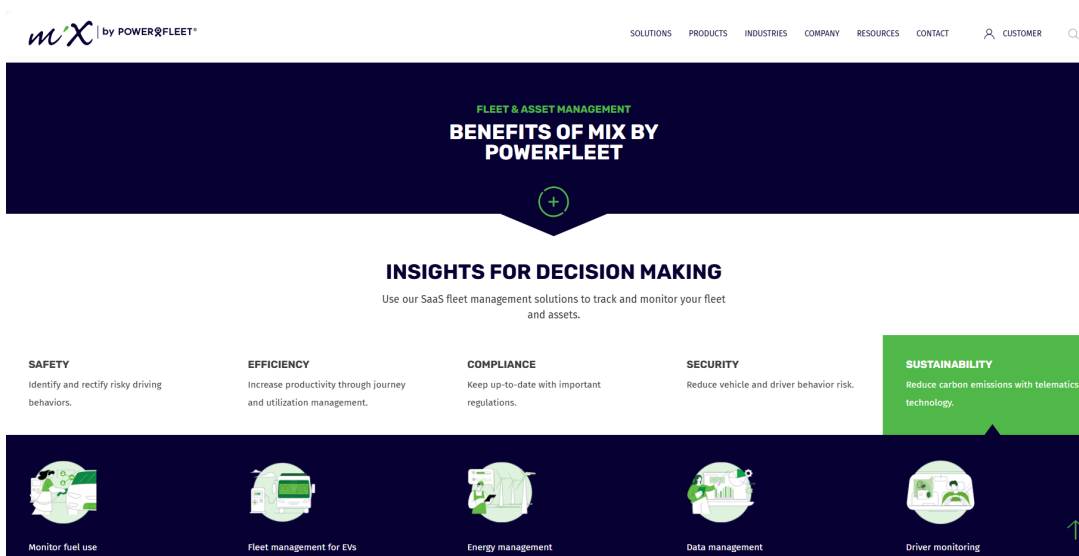 mix by POWERFLEET®
SOLUTIONS PRODUCTS INDUSTRIES COMPANY RESOURCES CONTACT CUSTOMER
FLEET & ASSET MANAGEMENT
BENEFITS OF MIX BY
POWERFLEET
INSIGHTS FOR DECISION MAKING
Use our SaaS fleet management solutions to track and monitor your fleet
and assets.
SAFETY
Identify and rectify risky driving
behaviors.
EFFICIENCY
Increase productivity through journey
and utilization management.
COMPLIANCE
Keep up-to-date with important
regulations.
SECURITY
Reduce vehicle and driver behavior risk.
SUSTAINABILITY
Reduce carbon emissions with telematics
technology.
Monitor fuel use
Fleet management for EVs
Energy management
Data management
Driver monitoring